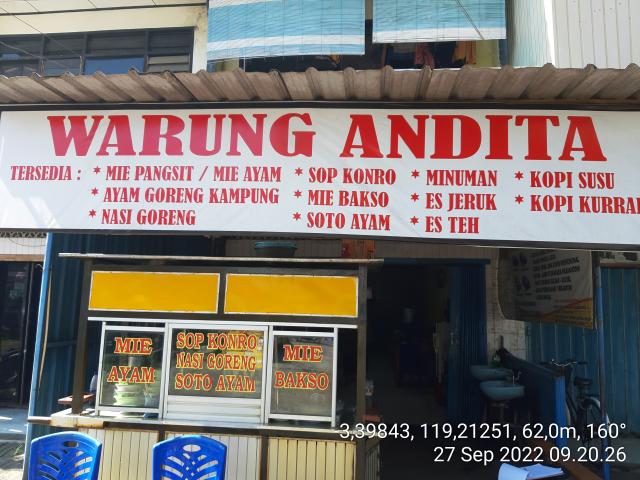 WARUNG ANDITA
TERSEDIA : * MIE PANGSIT / MIE AYAM * SOP KONRO * MINUMAN * KOPI SUSU
* AYAM GORENG KAMPUNG * MIE BAKSO * ES JERUK * KOPI KURRA
* NASI GORENG * SOTO AYAM * ES TEH
MIE AYAM
SOP KONRO
NASI GORENG
SOTO AYAM
MIE BAKSO
3,39843, 119,21251, 62,0m, 160°
27 Sep 2022 09.20.26